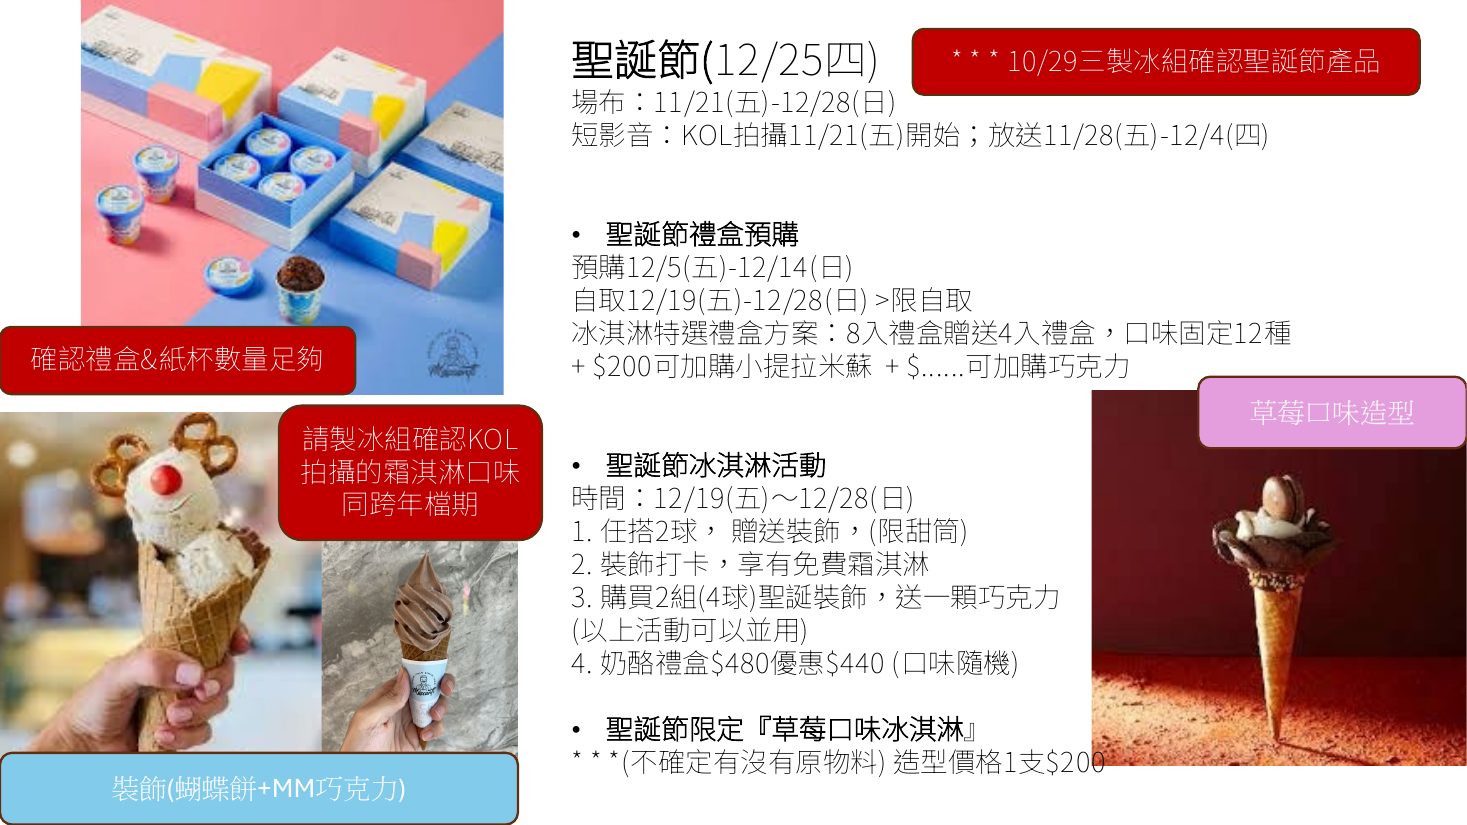 聖誕節(12/25四)
* * * 10/29三製冰組確認聖誕節產品
場布：11/21(五)-12/28(日)
短影音：KOL拍攝11/21(五)開始；放送11/28(五)-12/4(四)
• 聖誕節禮盒預購
預購12/5(五)-12/14(日)
自取12/19(五)-12/28(日) >限自取
冰淇淋特選禮盒方案：8入禮盒贈送4入禮盒，口味固定12種
+ $200可加購小提拉米蘇 + $......可加購巧克力
確認禮盒&紙杯數量足夠
請製冰組確認KOL
拍攝的霜淇淋口味
同跨年檔期
草莓口味造型
• 聖誕節冰淇淋活動
時間：12/19(五)～12/28(日)
1. 任搭2球， 贈送裝飾，(限甜筒)
2. 裝飾打卡，享有免費霜淇淋
3. 購買2組(4球)聖誕裝飾，送一顆巧克力
(以上活動可以並用)
4. 奶酪禮盒$480優惠$440 (口味隨機)
• 聖誕節限定『草莓口味冰淇淋』
* * *(不確定有沒有原物料) 造型價格1支$200
裝飾(蝴蝶餅+MM巧克力)